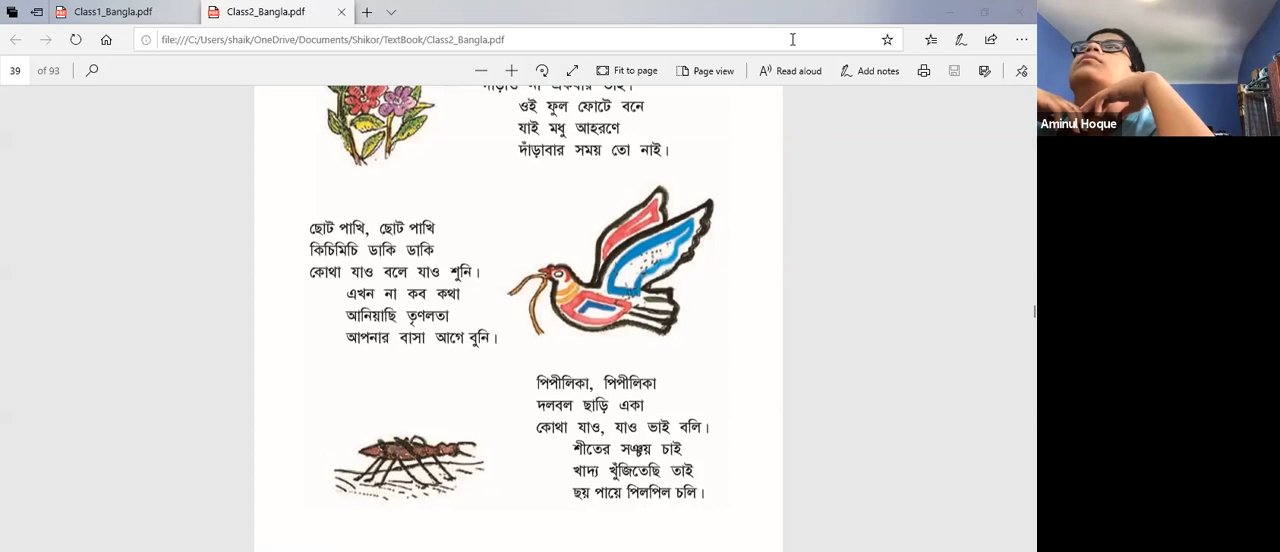 Class1_Bangla.pdf
Class2_Bangla.pdf
file:///C:/Users/shaik/OneDrive/Documents/Shikor/TextBook/Class2_Bangla.pdf
39 of 93
Fit to page
Page view
Read aloud
Add notes
Aminul Hoque
ওই ফুল ফোটে বনে
যাই মধু আহরণে
দাঁড়াবার সময় তো নাই।
ছোট পাখি, ছোট পাখি
কিচিমিচি ডাকি ডাকি
কোথা যাও বলে যাও শুনি।
এখন না কব কথা
আনিয়াছি তৃণলতা
আপনার বাসা আগে বুনি।
পিপীলিকা, পিপীলিকা
দলবল ছাড়ি একা
কোথা যাও, যাও ভাই বলি।
শীতের সঞ্চয় চাই
খাদ্য খুঁজিতেছি তাই
ছয় পায়ে পিলপিল চলি।